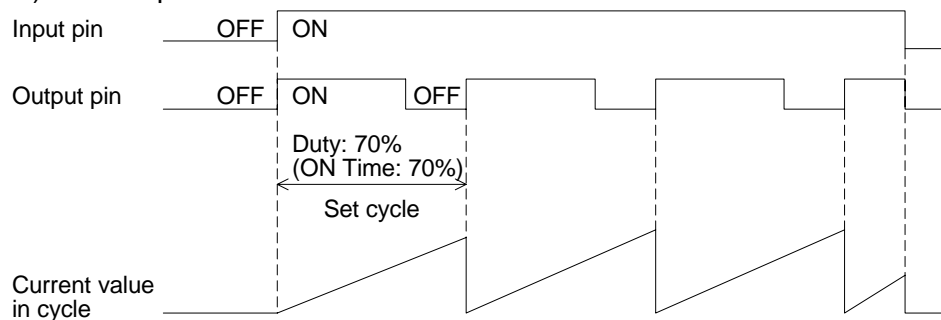 Input pin OFF ON
Output pin OFF ON OFF
Duty: 70%
(ON Time: 70%)
Set cycle
Current value
in cycle